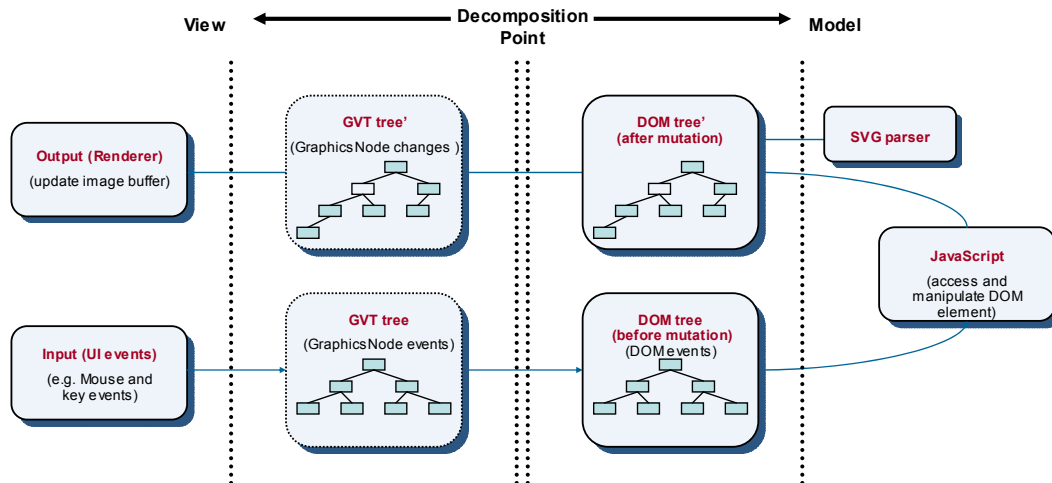 View
Decomposition
Point
Model
GVT tree’
(GraphicsNode changes )
DOM tree’
(after mutation)
SVG parser
Output (Renderer)
(update image buffer)
JavaScript
(access and
manipulate DOM
element)
GVT tree
(GraphicsNode events)
DOM tree
(before mutation)
(DOM events)
Input (UI events)
(e.g. Mouse and
key events)